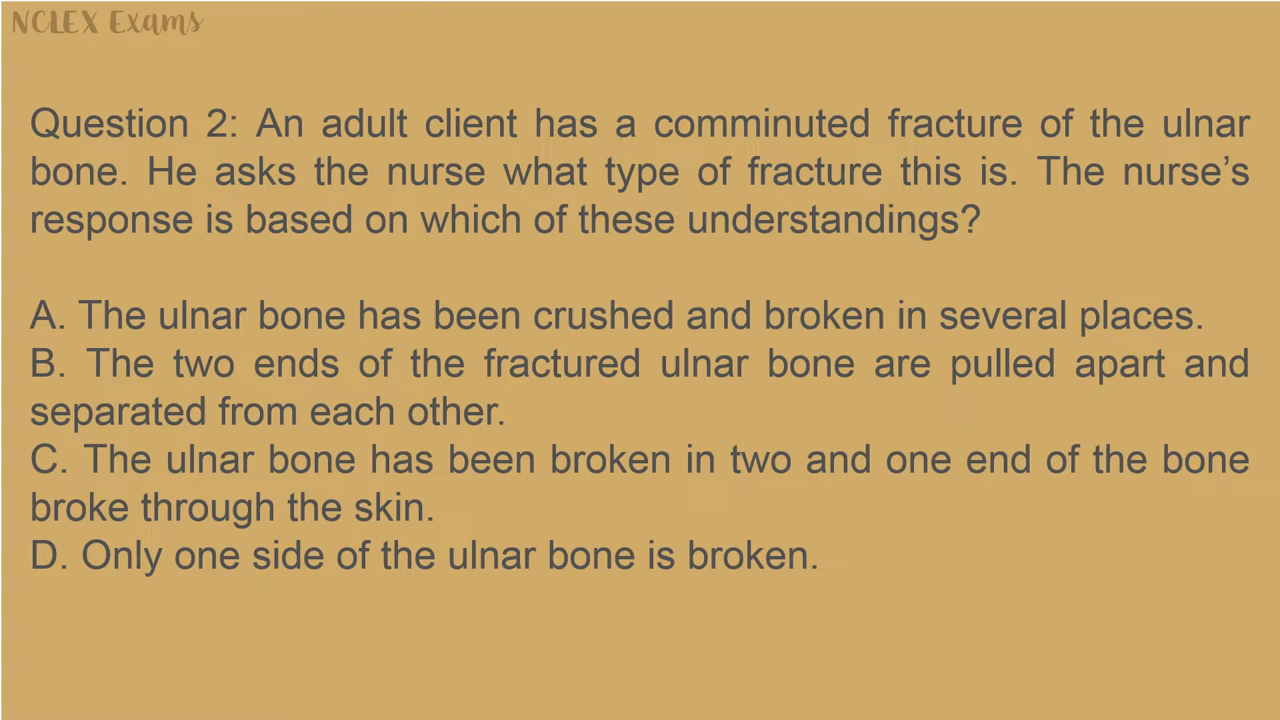 NCLEX Exams
Question 2: An adult client has a comminuted fracture of the ulnar
bone. He asks the nurse what type of fracture this is. The nurse’s
response is based on which of these understandings?
A. The ulnar bone has been crushed and broken in several places.
B. The two ends of the fractured ulnar bone are pulled apart and
separated from each other.
C. The ulnar bone has been broken in two and one end of the bone
broke through the skin.
D. Only one side of the ulnar bone is broken.